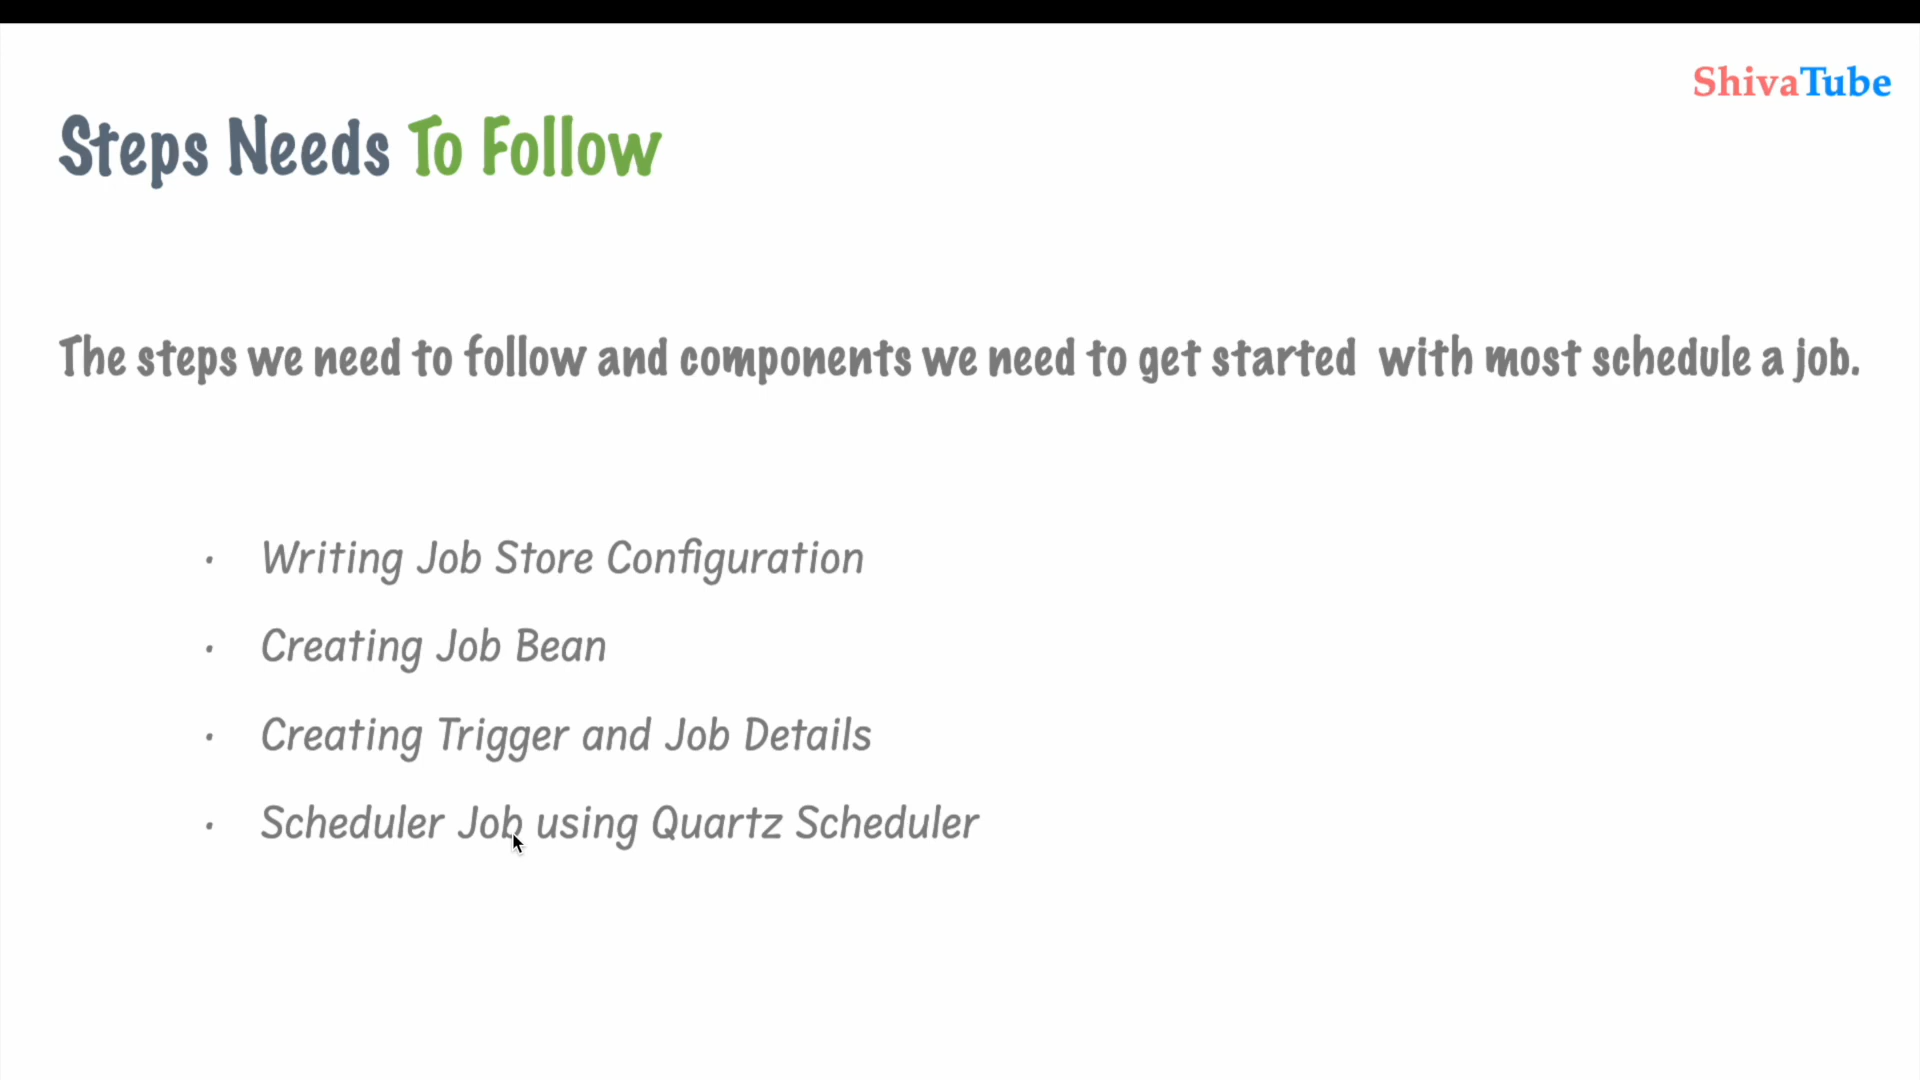 ShivaTube
Steps Needs To Follow
The steps we need to follow and components we need to get started with most schedule a job.
· Writing Job Store Configuration
· Creating Job Bean
· Creating Trigger and Job Details
· Scheduler Job using Quartz Scheduler